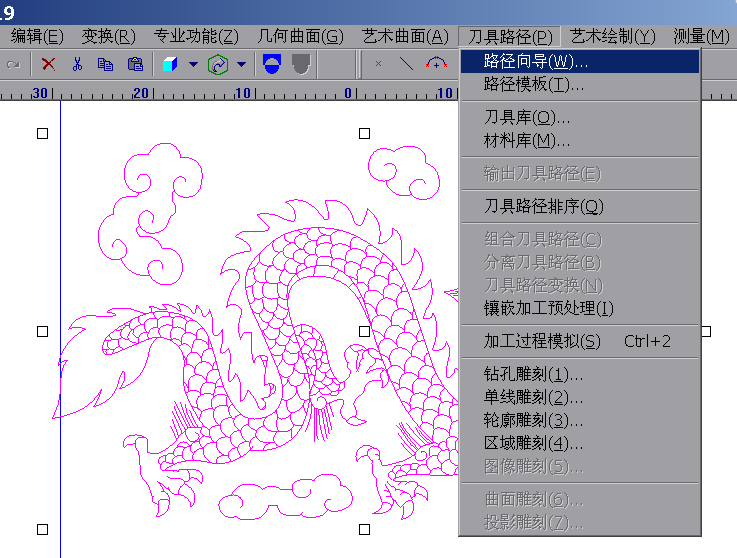 19
编辑(E) 变换(R) 专业功能(Z) 几何曲面(G) 艺术曲面(A) 刀具路径(P) 艺术绘制(Y) 测量(M)
30 20 10 0 10
路径向导(W)...
路径模板(T)...
刀具库(O)...
材料库(M)...
输出刀具路径(E)
刀具路径排序(Q)
组合刀具路径(C)
分离刀具路径(B)
刀具路径变换(N)
镶嵌加工预处理(I)
加工过程模拟(S) Ctrl+2
钻孔雕刻(1)...
单线雕刻(2)...
轮廓雕刻(3)...
区域雕刻(4)...
图像雕刻(5)...
曲面雕刻(6)...
投影雕刻(7)...